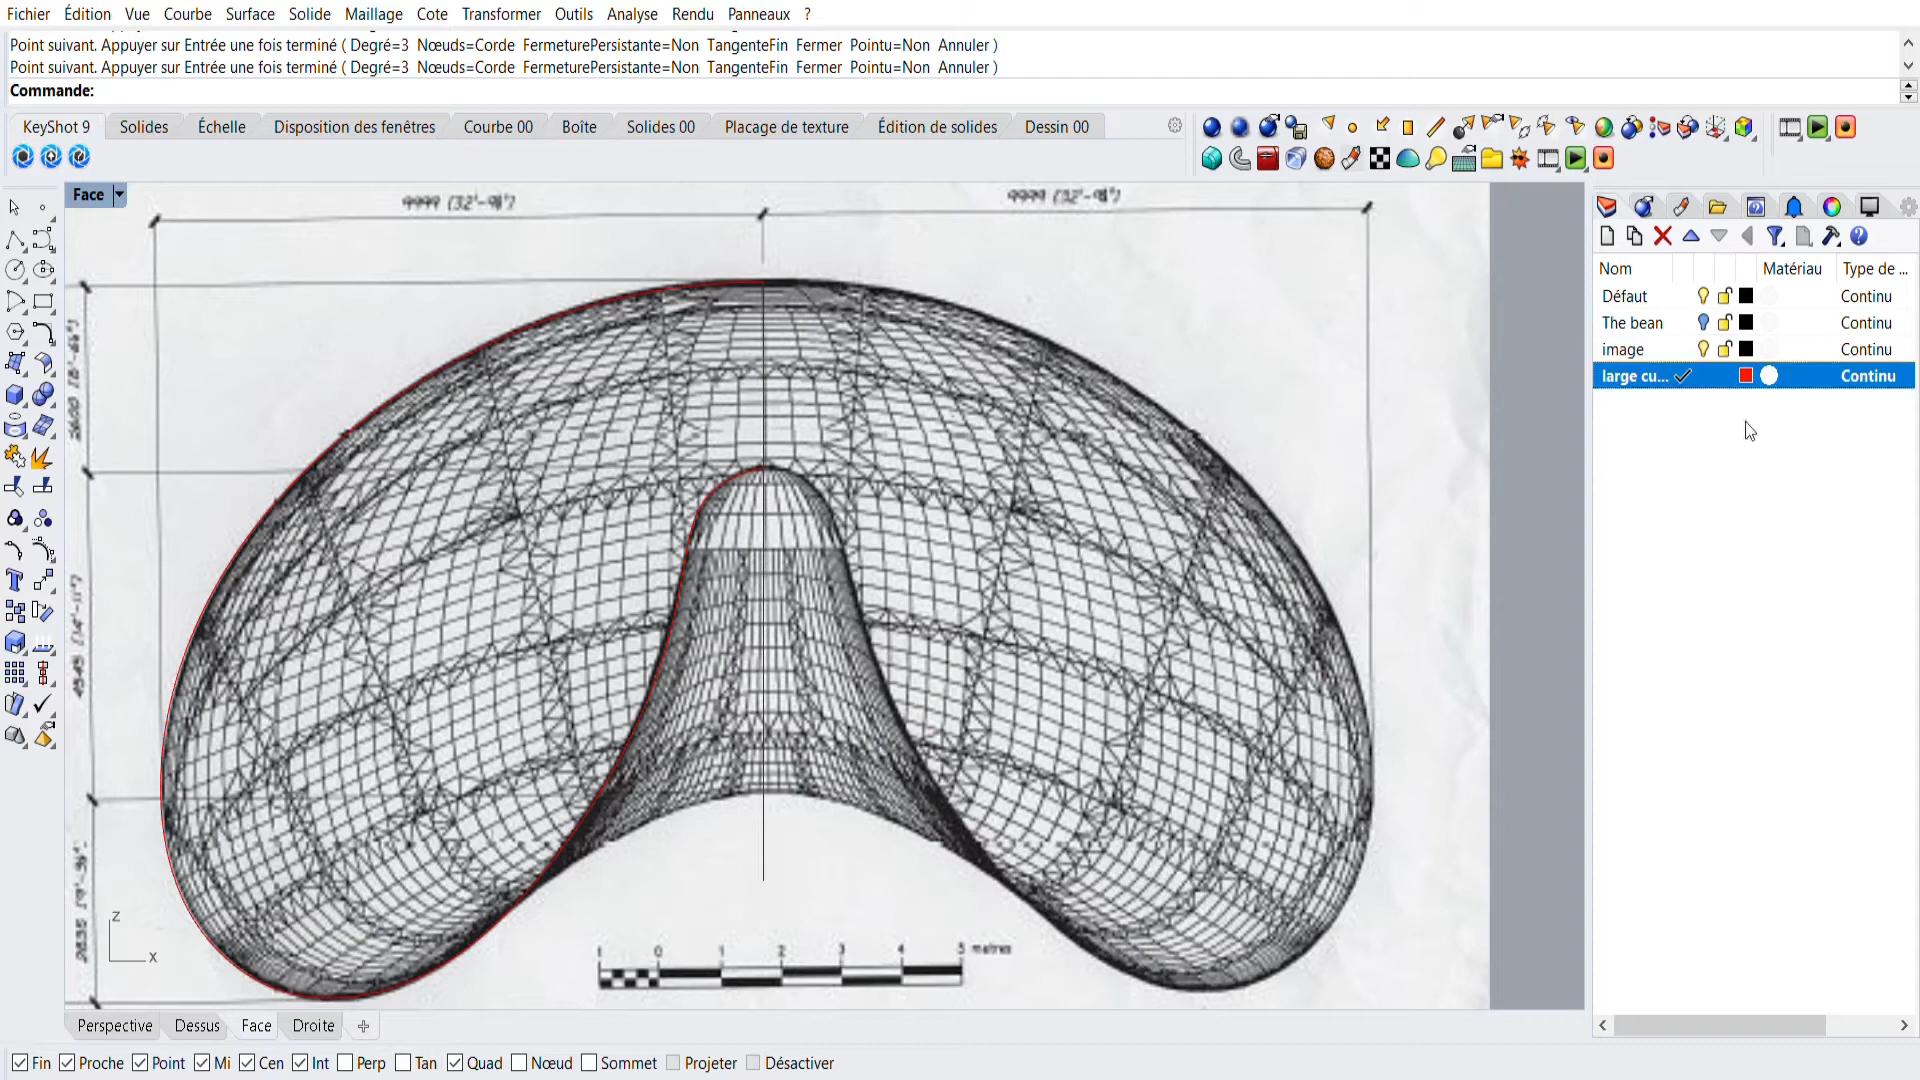 Fichier Édition Vue Courbe Surface Solide Maillage Cote Transformer Outils Analyse Rendu Panneaux ?
Point suivant. Appuyer sur Entrée une fois terminé ( Degré=3 Nœuds=Corde FermeturePersistante=Non TangenteFin Fermer Pointu=Non Annuler )
Point suivant. Appuyer sur Entrée une fois terminé ( Degré=3 Nœuds=Corde FermeturePersistante=Non TangenteFin Fermer Pointu=Non Annuler )
Commande:
KeyShot 9 Solides Échelle Disposition des fenêtres Courbe 00 Boîte Solides 00 Placage de texture Édition de solides Dessin 00
Face
Nom Matériau Type de ...
Défaut Continu
The bean Continu
image Continu
large cu... Continu
z
x
1 0 1 2 3 4 5 metres
Perspective Dessus Face Droite
Fin Proche Point Mi Cen Int Perp Tan Quad Nœud Sommet Projeter Désactiver